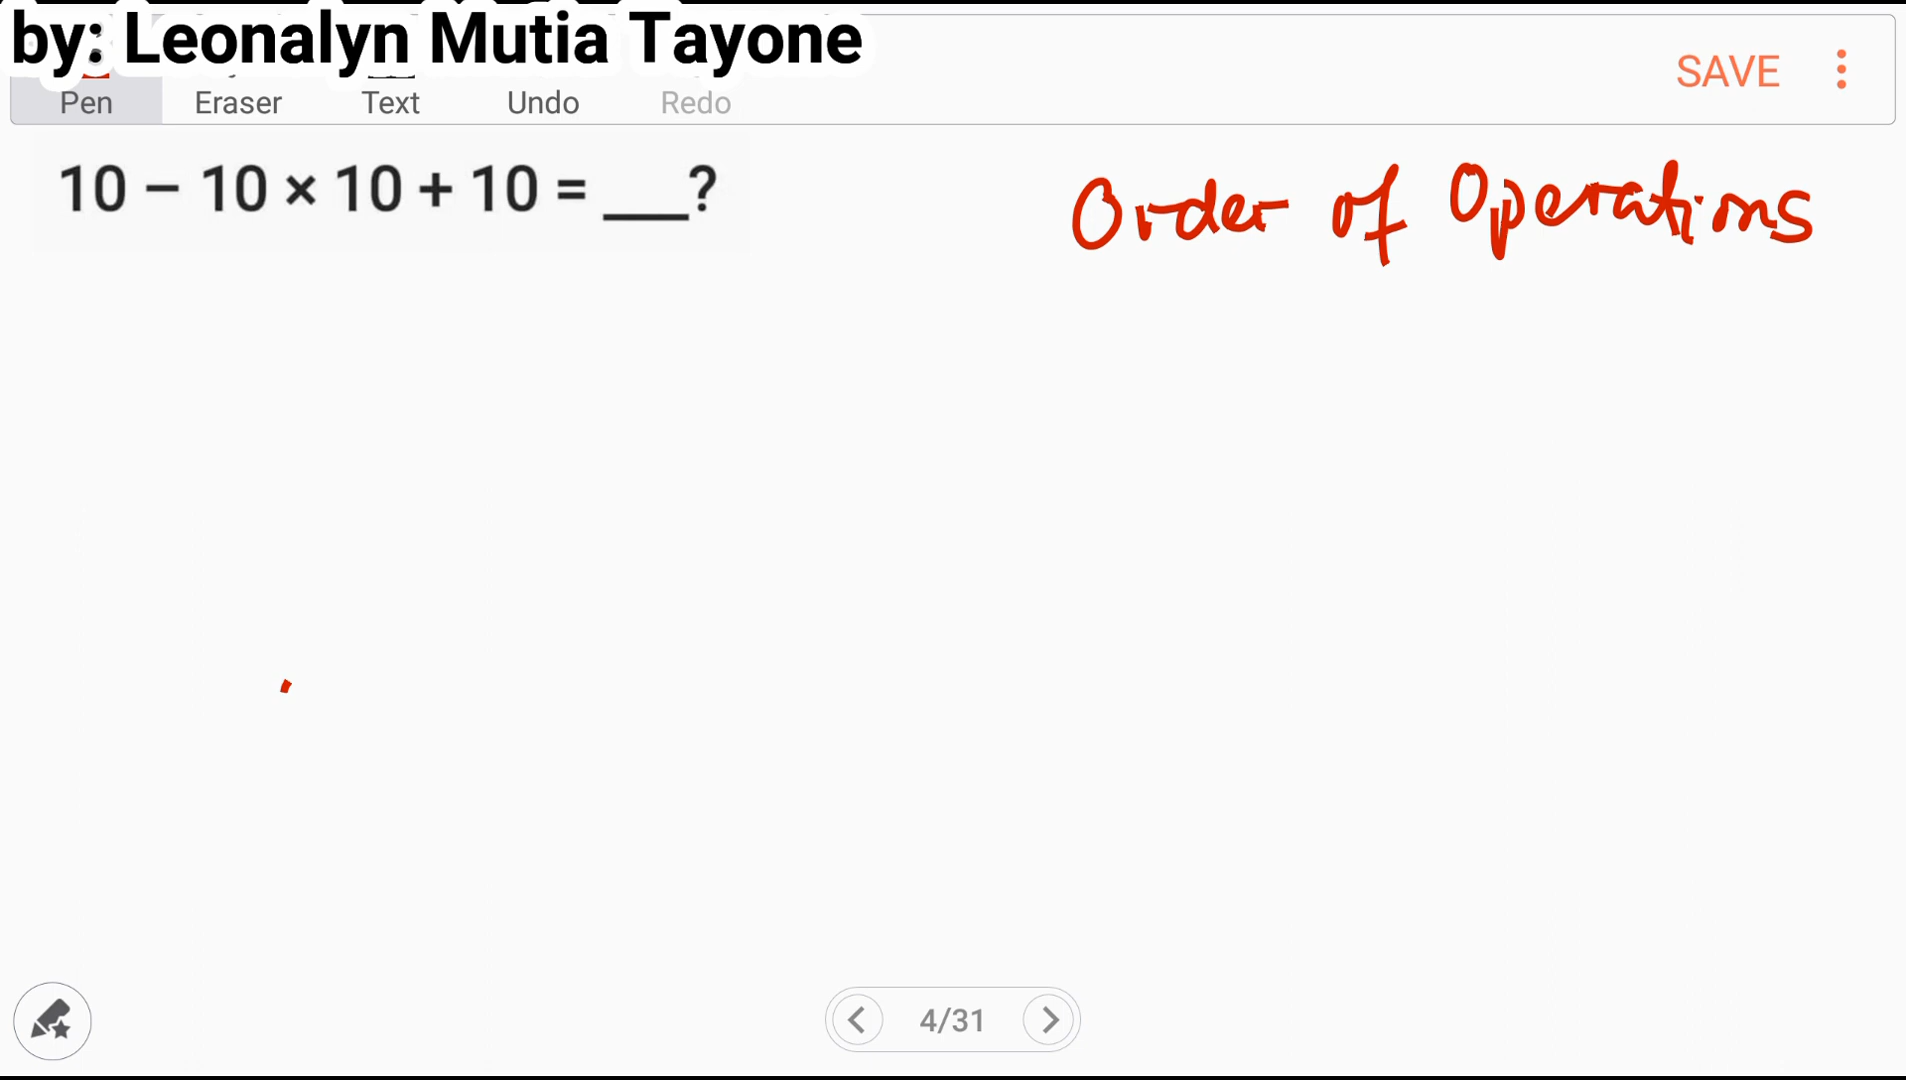 by: Leonalyn Mutia Tayone
SAVE
Pen Eraser Text Undo Redo
10 − 10 × 10 + 10 = ___?
Order of Operations
4/31